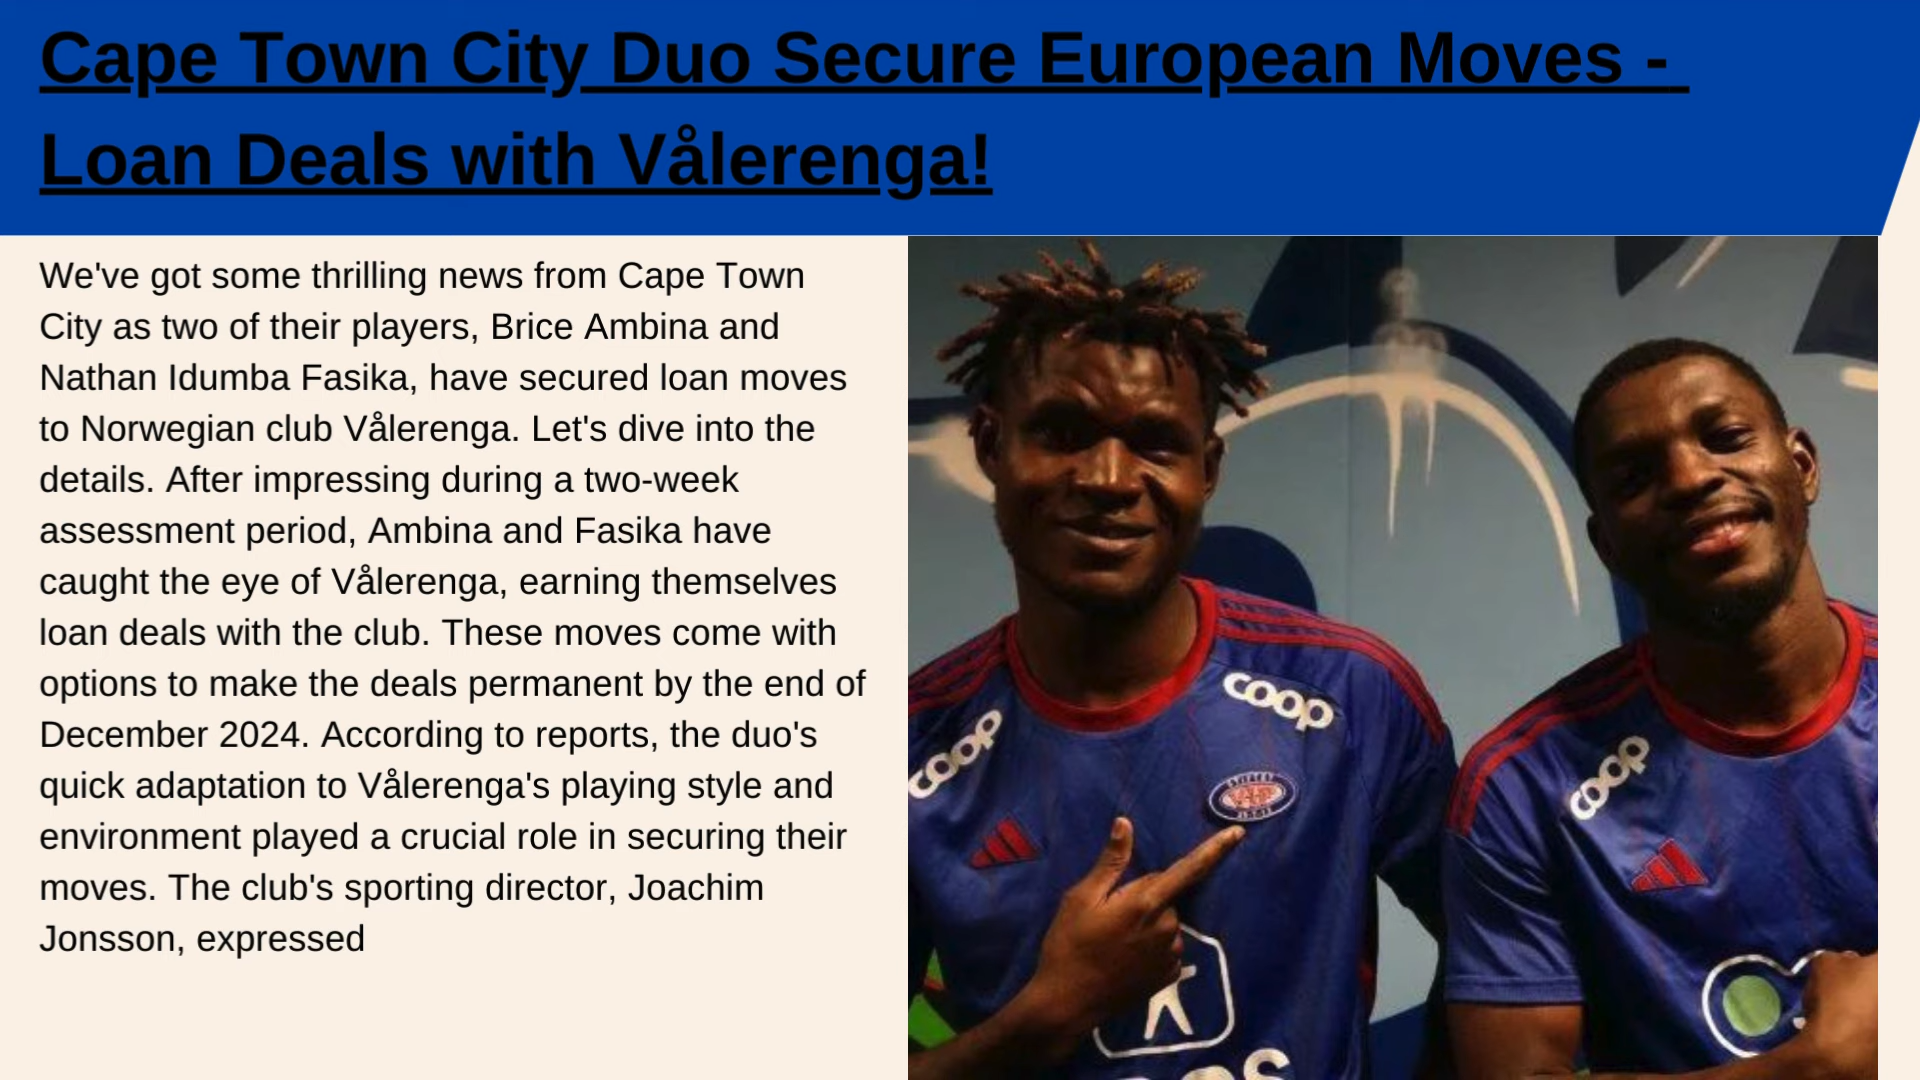 Cape Town City Duo Secure European Moves -
Loan Deals with Vålerenga!
We've got some thrilling news from Cape Town
City as two of their players, Brice Ambina and
Nathan Idumba Fasika, have secured loan moves
to Norwegian club Vålerenga. Let's dive into the
details. After impressing during a two-week
assessment period, Ambina and Fasika have
caught the eye of Vålerenga, earning themselves
loan deals with the club. These moves come with
options to make the deals permanent by the end of
December 2024. According to reports, the duo's
quick adaptation to Vålerenga's playing style and
environment played a crucial role in securing their
moves. The club's sporting director, Joachim
Jonsson, expressed
coop
coop
coop